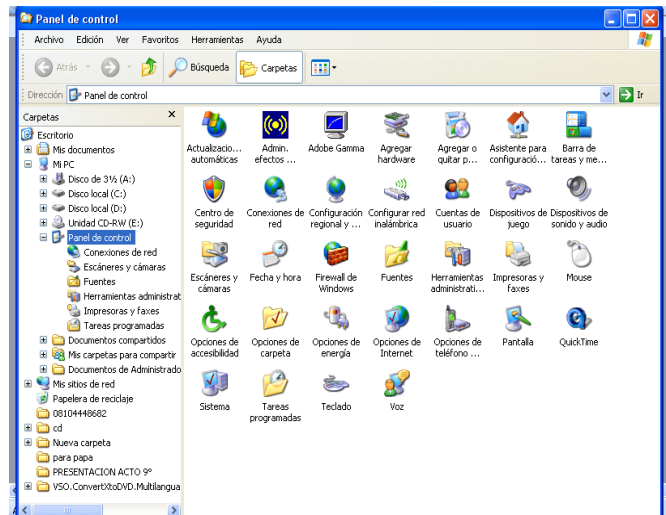 Panel de control
Archivo Edición Ver Favoritos Herramientas Ayuda
Atrás Búsqueda Carpetas
Dirección Panel de control Ir
Carpetas
Escritorio
Mis documentos
Mi PC
Disco de 3½ (A:)
Disco local (C:)
Disco local (D:)
Unidad CD-RW (E:)
Panel de control
Conexiones de red
Escáneres y cámaras
Fuentes
Herramientas administrat
Impresoras y faxes
Tareas programadas
Documentos compartidos
Mis carpetas para compartir
Documentos de Administrado
Mis sitios de red
Papelera de reciclaje
08104448682
cd
Nueva carpeta
para papa
PRESENTACION ACTO 9º
VSO.ConvertXtoDVD.Multilangua
Actualizacio... Admin. Adobe Gamma Agregar Agregar o Asistente para Barra de
automáticas efectos ... hardware quitar p... configuració... tareas y me...
Centro de Conexiones de Configuración Configurar red Cuentas de Dispositivos de Dispositivos de
seguridad red regional y ... inalámbrica usuario juego sonido y audio
Escáneres y Fecha y hora Firewall de Fuentes Herramientas Impresoras y Mouse
cámaras Windows administrati... faxes
Opciones de Opciones de Opciones de Opciones de Opciones de Pantalla QuickTime
accesibilidad carpeta energía Internet teléfono ...
Sistema Tareas Teclado Voz
programadas